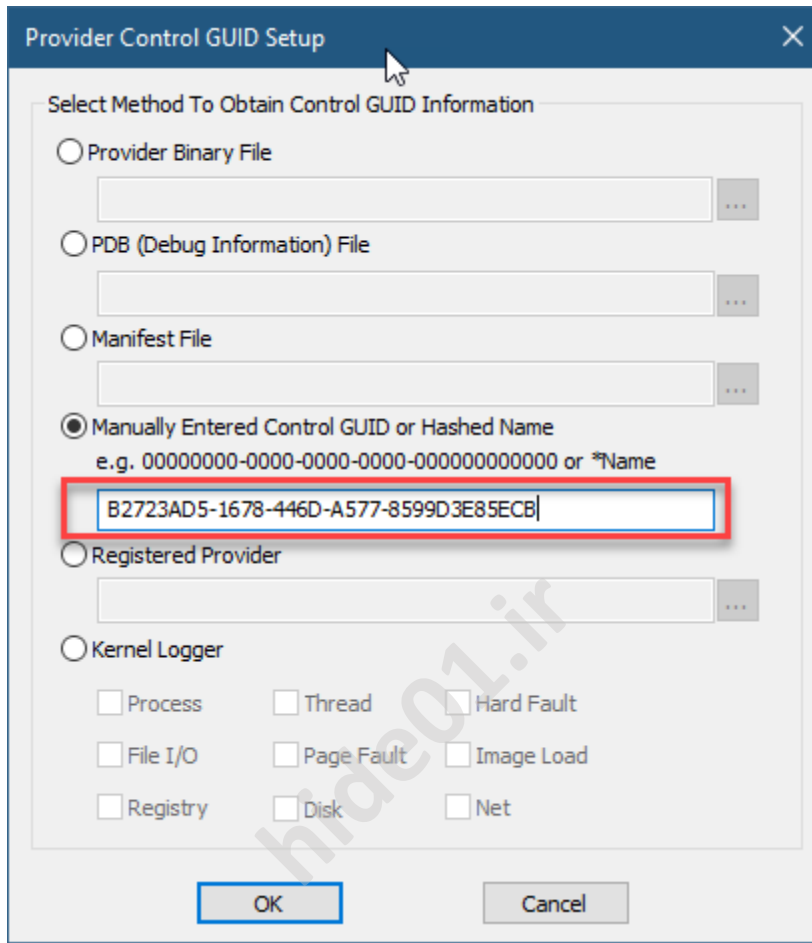 Provider Control GUID Setup
Select Method To Obtain Control GUID Information
Provider Binary File
...
PDB (Debug Information) File
...
Manifest File
...
Manually Entered Control GUID or Hashed Name
e.g. 00000000-0000-0000-0000-000000000000 or *Name
B2723AD5-1678-446D-A577-8599D3E85ECB
Registered Provider
...
Kernel Logger
Process Thread Hard Fault
File I/O Page Fault Image Load
Registry Disk Net
OK Cancel
hide01.ir